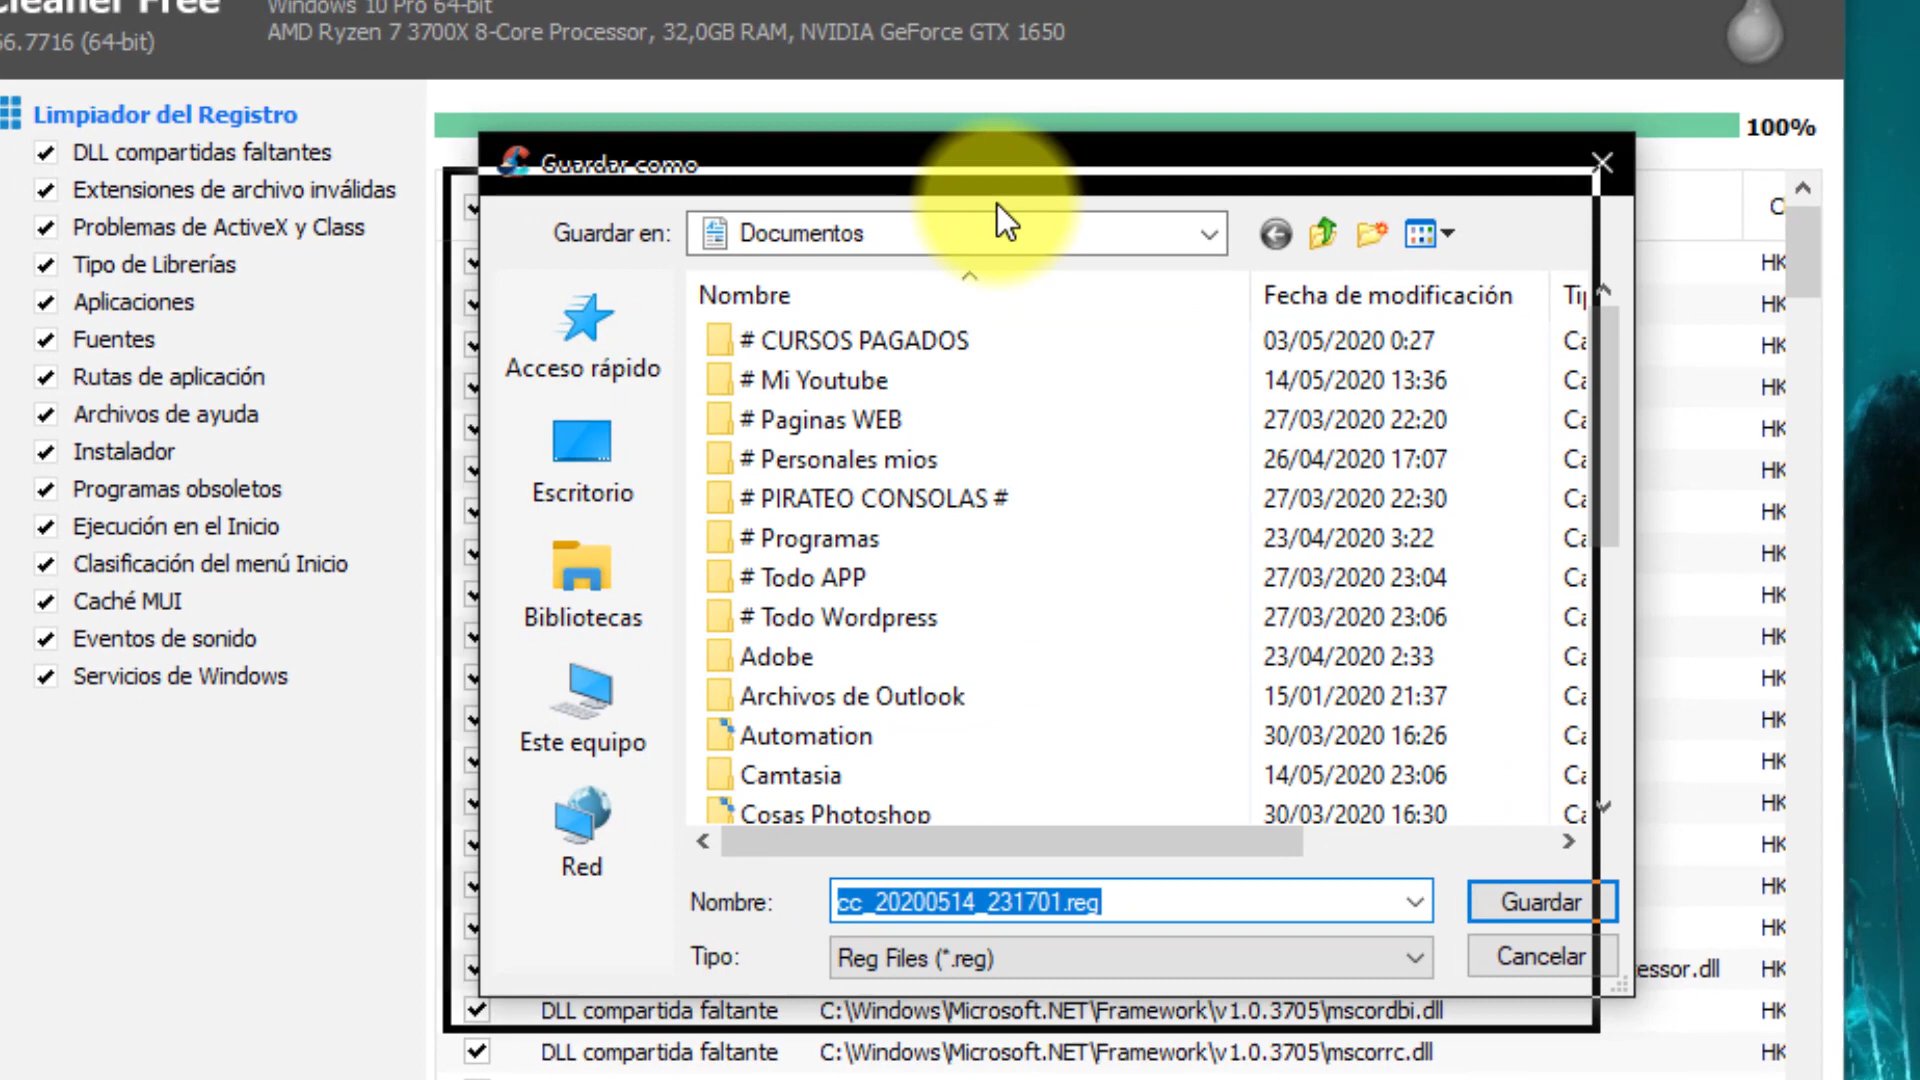 Cleaner Free
Windows 10 Pro 64-bit
66.7716 (64-bit)
AMD Ryzen 7 3700X 8-Core Processor, 32,0GB RAM, NVIDIA GeForce GTX 1650
Limpiador del Registro
DLL compartidas faltantes
Extensiones de archivo inválidas
Problemas de ActiveX y Class
Tipo de Librerías
Aplicaciones
Fuentes
Rutas de aplicación
Archivos de ayuda
Instalador
Programas obsoletos
Ejecución en el Inicio
Clasificación del menú Inicio
Caché MUI
Eventos de sonido
Servicios de Windows
100%
Guardar como
Guardar en:
Documentos
Acceso rápido
Escritorio
Bibliotecas
Este equipo
Red
Nombre
Fecha de modificación
# CURSOS PAGADOS
03/05/2020 0:27
# Mi Youtube
14/05/2020 13:36
# Paginas WEB
27/03/2020 22:20
# Personales mios
26/04/2020 17:07
# PIRATEO CONSOLAS #
27/03/2020 22:30
# Programas
23/04/2020 3:22
# Todo APP
27/03/2020 23:04
# Todo Wordpress
27/03/2020 23:06
Adobe
23/04/2020 2:33
Archivos de Outlook
15/01/2020 21:37
Automation
30/03/2020 16:26
Camtasia
14/05/2020 23:06
Cosas Photoshop
30/03/2020 16:30
Nombre:
cc_20200514_231701.reg
Guardar
Tipo:
Reg Files (*.reg)
Cancelar
essor.dll
HK
DLL compartida faltante
C:\Windows\Microsoft.NET\Framework\v1.0.3705\mscordbi.dll
HK
DLL compartida faltante
C:\Windows\Microsoft.NET\Framework\v1.0.3705\mscorrc.dll
HK